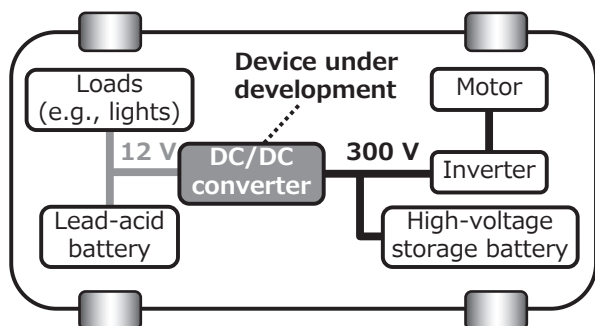 Loads
(e.g., lights)
Device under
development
Motor
12 V
DC/DC
converter
300 V
Inverter
Lead-acid
battery
High-voltage
storage battery